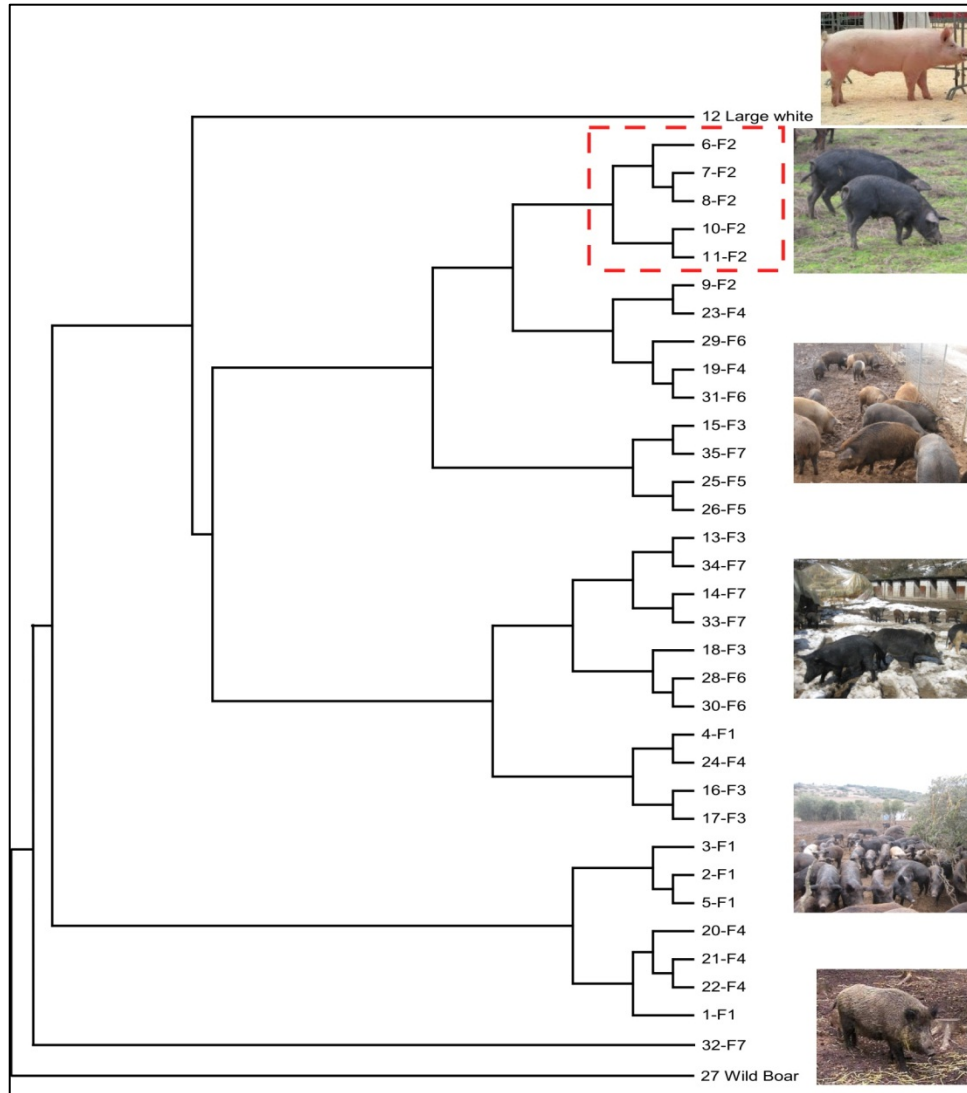 12 Large white
6-F2
7-F2
8-F2
10-F2
11-F2
9-F2
23-F4
29-F6
19-F4
31-F6
15-F3
35-F7
25-F5
26-F5
13-F3
34-F7
14-F7
33-F7
18-F3
28-F6
30-F6
4-F1
24-F4
16-F3
17-F3
3-F1
2-F1
5-F1
20-F4
21-F4
22-F4
1-F1
32-F7
27 Wild Boar